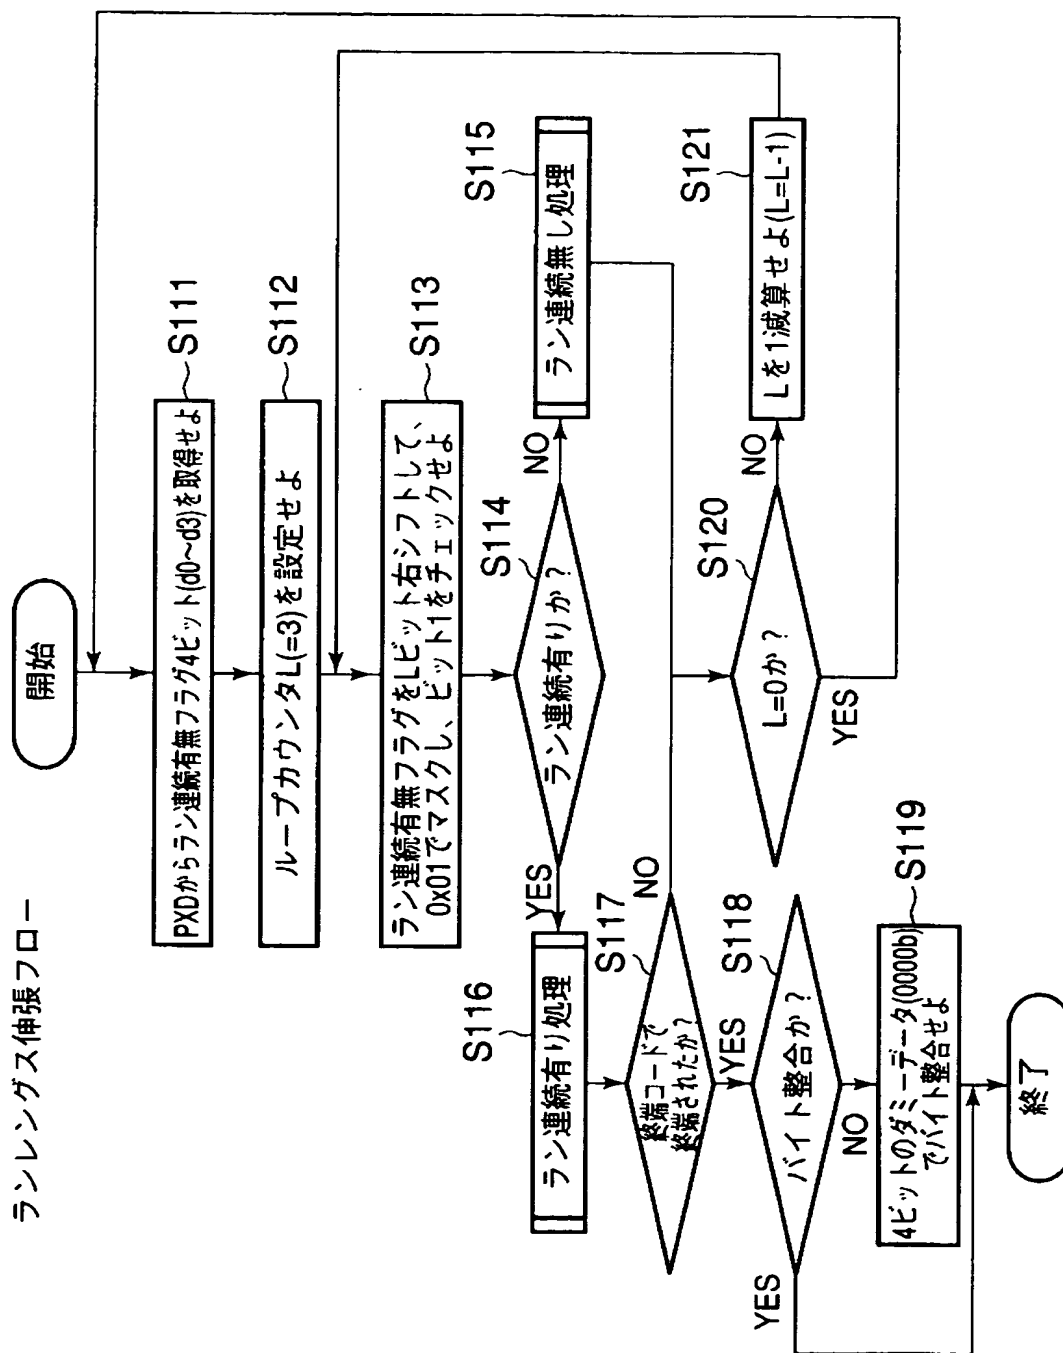 ランレングス伸張フロー
開始
PXDからラン連続有無フラグ4ビット(d0～d3)を取得せよ
S111
ループカウンタL(=3)を設定せよ
S112
ラン連続有無フラグをLビット右シフトして、
0x01でマスクし、ビット1をチェックせよ
S113
ラン連続有りか？
S114
NO
YES
ラン連続無し処理
S115
ラン連続有り処理
S116
終端コードで
終端されたか？
S117
NO
YES
バイト整合か？
S118
YES
NO
4ビットのダミーデータ(0000b)
でバイト整合せよ
S119
L=0か？
S120
NO
YES
Lを1減算せよ(L=L-1)
S121
終了